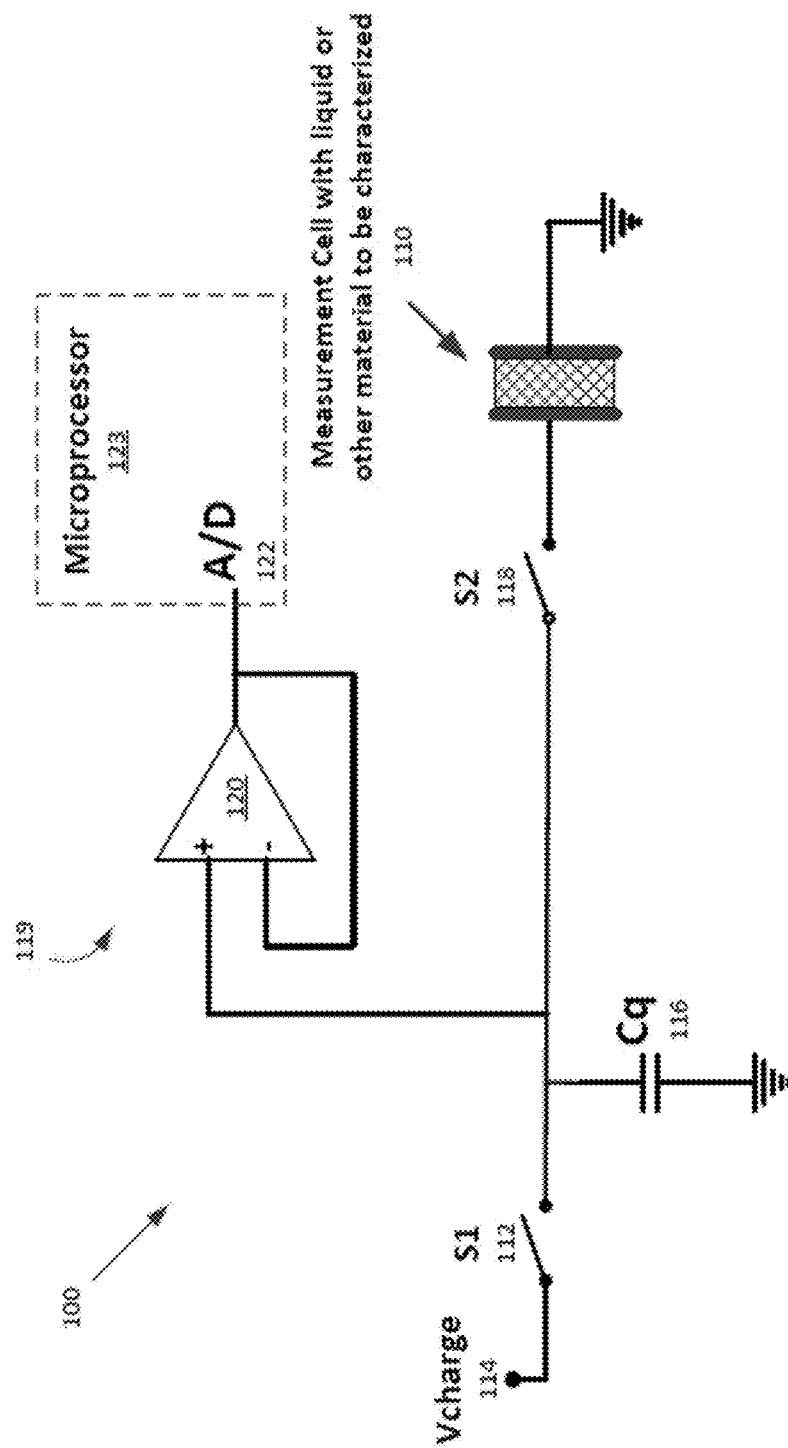 119
100
Microprocessor
123
A/D
122
120
+
-
Measurement Cell with liquid or
other material to be characterized
110
Vcharge
114
S1
112
Cq
116
S2
118